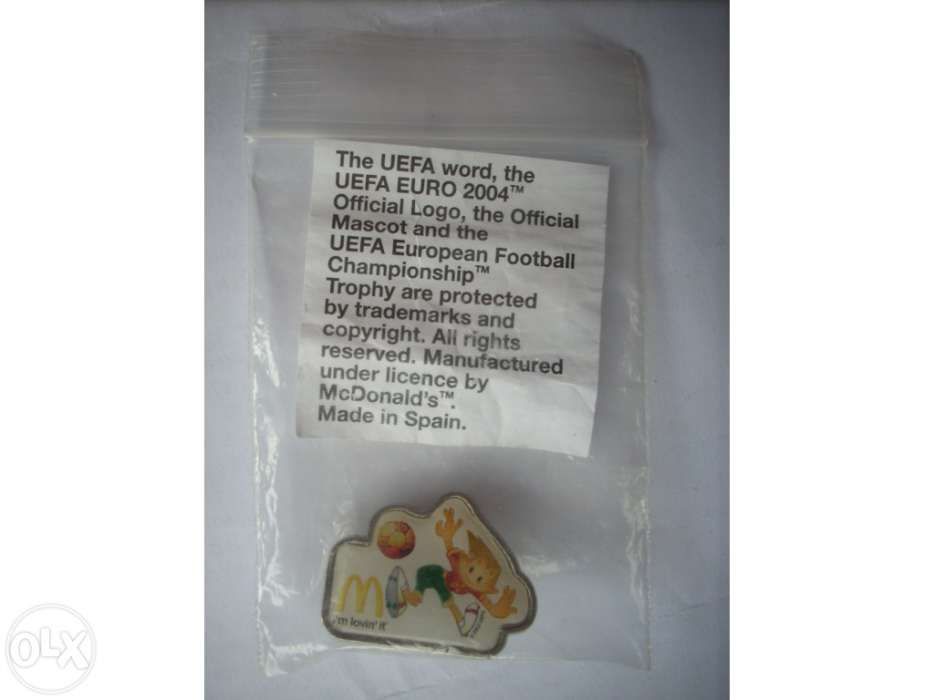 The UEFA word, the
UEFA EURO 2004™
Official Logo, the Official
Mascot and the
UEFA European Football
Championship™
Trophy are protected
by trademarks and
copyright. All rights
reserved. Manufactured
under licence by
McDonald's™.
Made in Spain.
M
i'm lovin' it
OLX